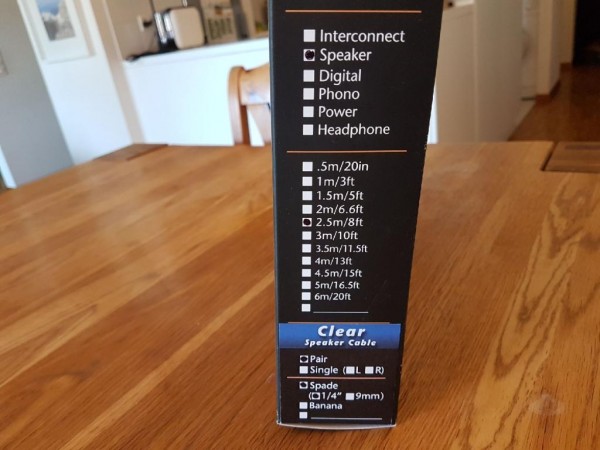 Interconnect
Speaker
Digital
Phono
Power
Headphone
.5m/20in
1m/3ft
1.5m/5ft
2m/6.6ft
2.5m/8ft
3m/10ft
3.5m/11.5ft
4m/13ft
4.5m/15ft
5m/16.5ft
6m/20ft
Clear
Speaker Cable
Pair
Single (L R)
Spade
(1/4" 9mm)
Banana